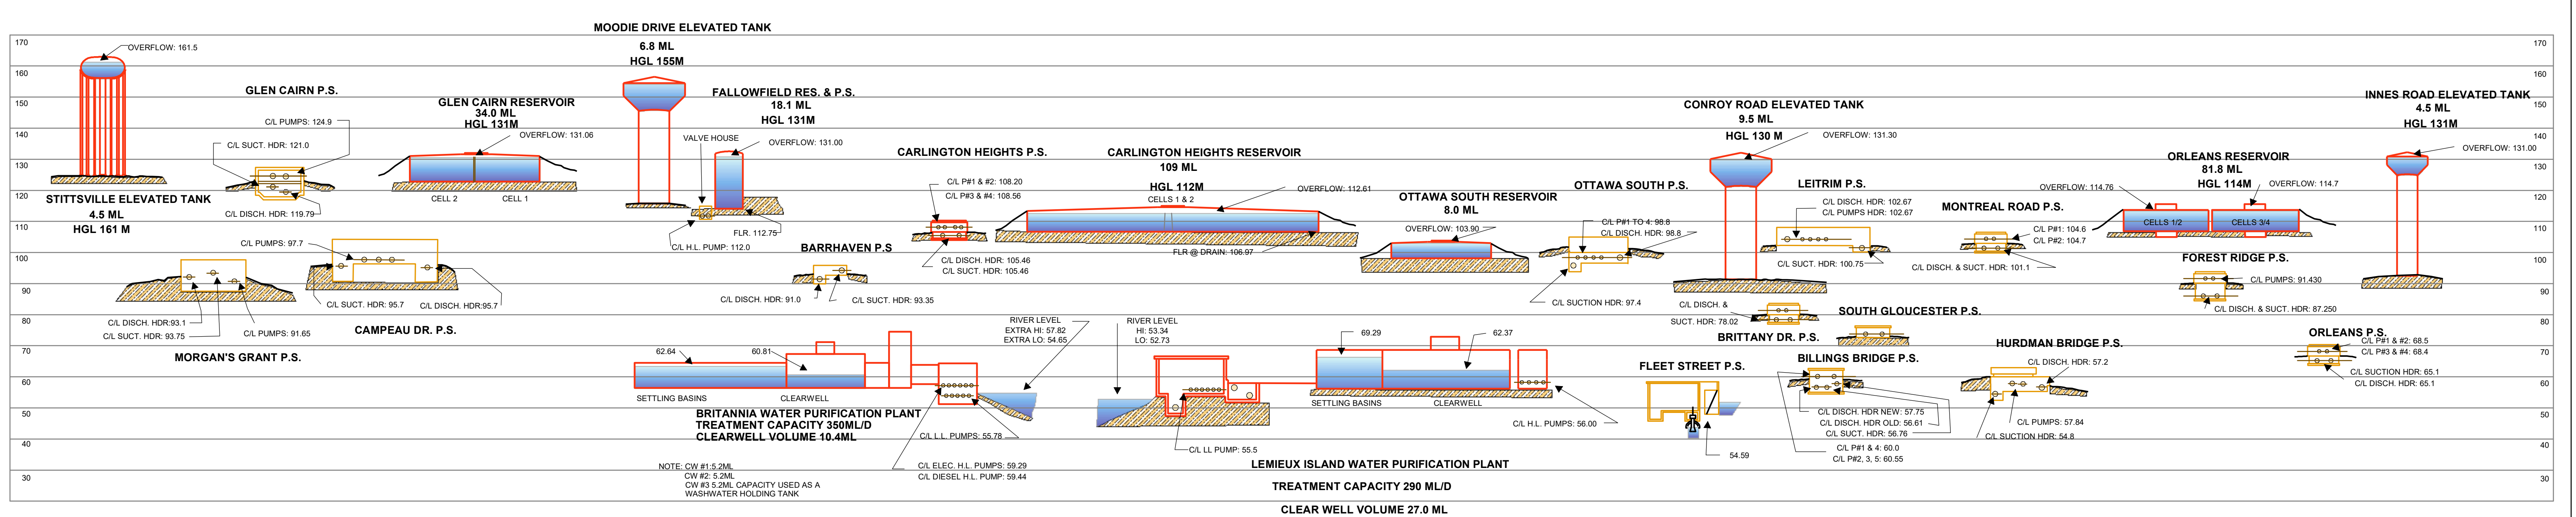 MOODIE DRIVE ELEVATED TANK
6.8 ML
HGL 155M
170
160
150
140
130
120
110
100
90
80
70
60
50
40
30
170
160
150
140
130
120
110
100
90
80
70
60
50
40
30
OVERFLOW: 161.5
STITTSVILLE ELEVATED TANK
4.5 ML
HGL 161 M
GLEN CAIRN P.S.
C/L PUMPS: 124.9
C/L SUCT. HDR: 121.0
C/L DISCH. HDR: 119.79
GLEN CAIRN RESERVOIR
34.0 ML
HGL 131M
OVERFLOW: 131.06
CELL 2
CELL 1
FALLOWFIELD RES. & P.S.
18.1 ML
HGL 131M
VALVE HOUSE
OVERFLOW: 131.00
FLR. 112.75
C/L H.L. PUMP: 112.0
CARLINGTON HEIGHTS P.S.
C/L P#1 & #2: 108.20
C/L P#3 & #4: 108.56
C/L DISCH. HDR: 105.46
C/L SUCT. HDR: 105.46
CARLINGTON HEIGHTS RESERVOIR
109 ML
HGL 112M
CELLS 1 & 2
OVERFLOW: 112.61
FLR @ DRAIN: 106.97
OTTAWA SOUTH RESERVOIR
8.0 ML
OVERFLOW: 103.90
OTTAWA SOUTH P.S.
C/L P#1 TO 4: 98.8
C/L DISCH. HDR: 98.8
C/L SUCTION HDR: 97.4
CONROY ROAD ELEVATED TANK
9.5 ML
HGL 130 M
OVERFLOW: 131.30
LEITRIM P.S.
C/L DISCH. HDR: 102.67
C/L PUMPS HDR: 102.67
C/L SUCT. HDR: 100.75
MONTREAL ROAD P.S.
C/L P#1: 104.6
C/L P#2: 104.7
C/L DISCH. & SUCT. HDR: 101.1
ORLEANS RESERVOIR
81.8 ML
HGL 114M
OVERFLOW: 114.76
OVERFLOW: 114.7
CELLS 1/2
CELLS 3/4
INNES ROAD ELEVATED TANK
4.5 ML
HGL 131M
OVERFLOW: 131.00
FOREST RIDGE P.S.
C/L PUMPS: 91.430
C/L DISCH. & SUCT. HDR: 87.250
MORGAN'S GRANT P.S.
C/L DISCH. HDR:93.1
C/L SUCT. HDR: 93.75
C/L PUMPS: 91.65
CAMPEAU DR. P.S.
C/L PUMPS: 97.7
C/L SUCT. HDR: 95.7
C/L DISCH. HDR:95.7
BARRHAVEN P.S
C/L DISCH. HDR: 91.0
C/L SUCT. HDR: 93.35
62.64
60.81
SETTLING BASINS
CLEARWELL
BRITANNIA WATER PURIFICATION PLANT
TREATMENT CAPACITY 350ML/D
CLEARWELL VOLUME 10.4ML
NOTE: CW #1:5.2ML
CW #2: 5.2ML
CW #3 5.2ML CAPACITY USED AS A
WASHWATER HOLDING TANK
C/L L.L. PUMPS: 55.78
C/L ELEC. H.L. PUMPS: 59.29
C/L DIESEL H.L. PUMP: 59.44
RIVER LEVEL
EXTRA HI: 57.82
EXTRA LO: 54.65
RIVER LEVEL
HI: 53.34
LO: 52.73
C/L LL PUMP: 55.5
69.29
62.37
SETTLING BASINS
CLEARWELL
C/L H.L. PUMPS: 56.00
LEMIEUX ISLAND WATER PURIFICATION PLANT
TREATMENT CAPACITY 290 ML/D
CLEAR WELL VOLUME 27.0 ML
FLEET STREET P.S.
54.59
C/L DISCH. &
SUCT. HDR: 78.02
BRITTANY DR. P.S.
SOUTH GLOUCESTER P.S.
BILLINGS BRIDGE P.S.
C/L DISCH. HDR NEW: 57.75
C/L DISCH. HDR OLD: 56.61
C/L SUCT. HDR: 56.76
C/L P#1 & 4: 60.0
C/L P#2, 3, 5: 60.55
HURDMAN BRIDGE P.S.
C/L DISCH. HDR: 57.2
C/L PUMPS: 57.84
C/L SUCTION HDR: 54.8
ORLEANS P.S.
C/L P#1 & #2: 68.5
C/L P#3 & #4: 68.4
C/L SUCTION HDR: 65.1
C/L DISCH. HDR: 65.1